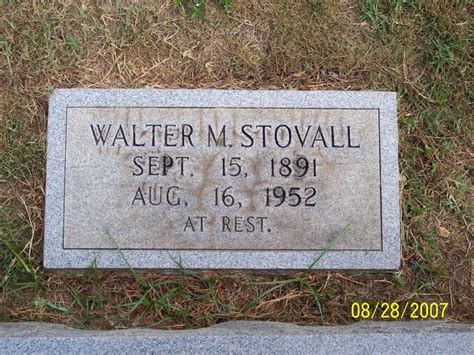 WALTER M. STOVALL
SEPT. 15, 1891
AUG. 16, 1952
AT REST.
08/28/2007